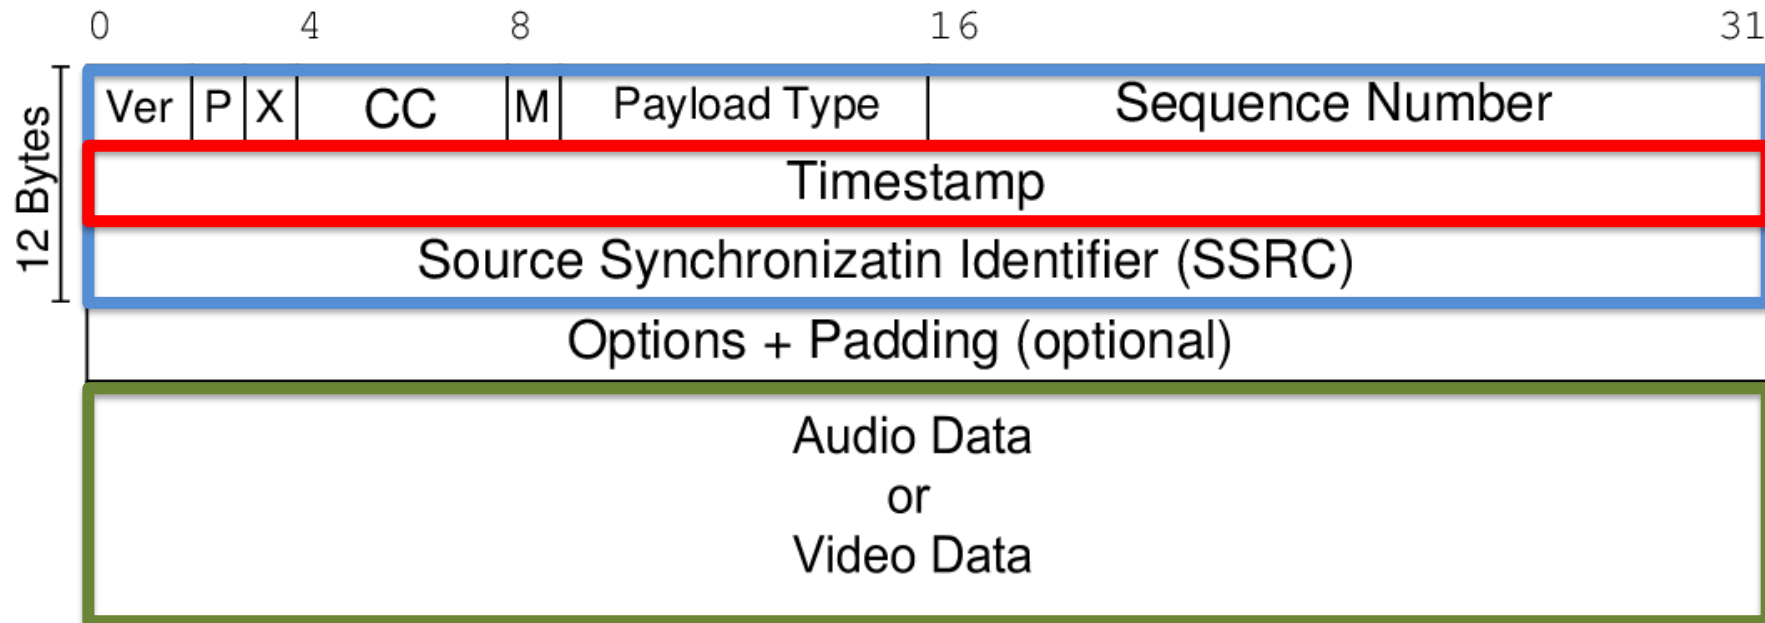 0 4 8 16 31
12 Bytes
Ver P X CC M Payload Type Sequence Number
Timestamp
Source Synchronizatin Identifier (SSRC)
Options + Padding (optional)
Audio Data
or
Video Data